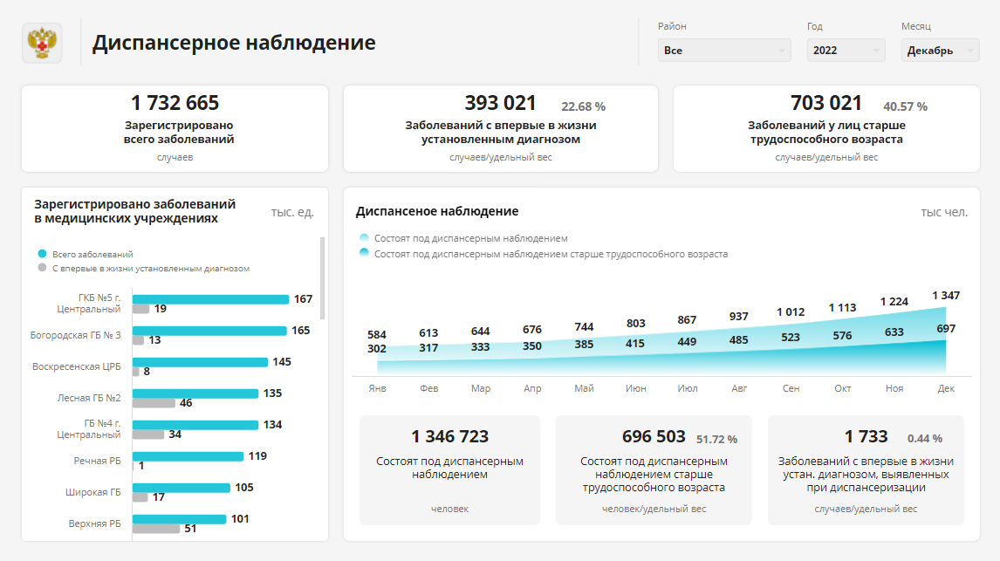 Диспансерное наблюдение
Район
Все
Год
2022
Месяц
Декабрь
1 732 665
Зарегистрировано
всего заболеваний
случаев
393 021 22.68 %
Заболеваний с впервые в жизни
установленным диагнозом
случаев/удельный вес
703 021 40.57 %
Заболеваний у лиц старше
трудоспособного возраста
случаев/удельный вес
Зарегистрировано заболеваний
в медицинских учреждениях
тыс. ед.
Всего заболеваний
С впервые в жизни установленным диагнозом
ГКБ №5 г.
Центральный
167
19
Богородская ГБ № 3
165
13
Воскресенская ЦРБ
145
8
Лесная ГБ №2
135
46
ГБ №4 г.
Центральный
134
34
Речная РБ
119
1
Широкая ГБ
105
17
Верхняя РБ
101
51
Диспансеное наблюдение
тыс чел.
Состоят под диспансерным наблюдением
Состоят под диспансерным наблюдением старше трудоспособного возраста
584 613 644 676 744 803 867 937 1 012 1 113 1 224 1 347
302 317 333 350 385 415 449 485 523 576 633 697
Янв Фев Мар Апр Май Июн Июл Авг Сен Окт Ноя Дек
1 346 723
Состоят под диспансерным
наблюдением
человек
696 503 51.72 %
Состоят под диспансерным
наблюдением старше
трудоспособного возраста
человек/удельный вес
1 733 0.44 %
Заболеваний с впервые в жизни
устан. диагнозом, выявленных
при диспансеризации
случаев/удельный вес